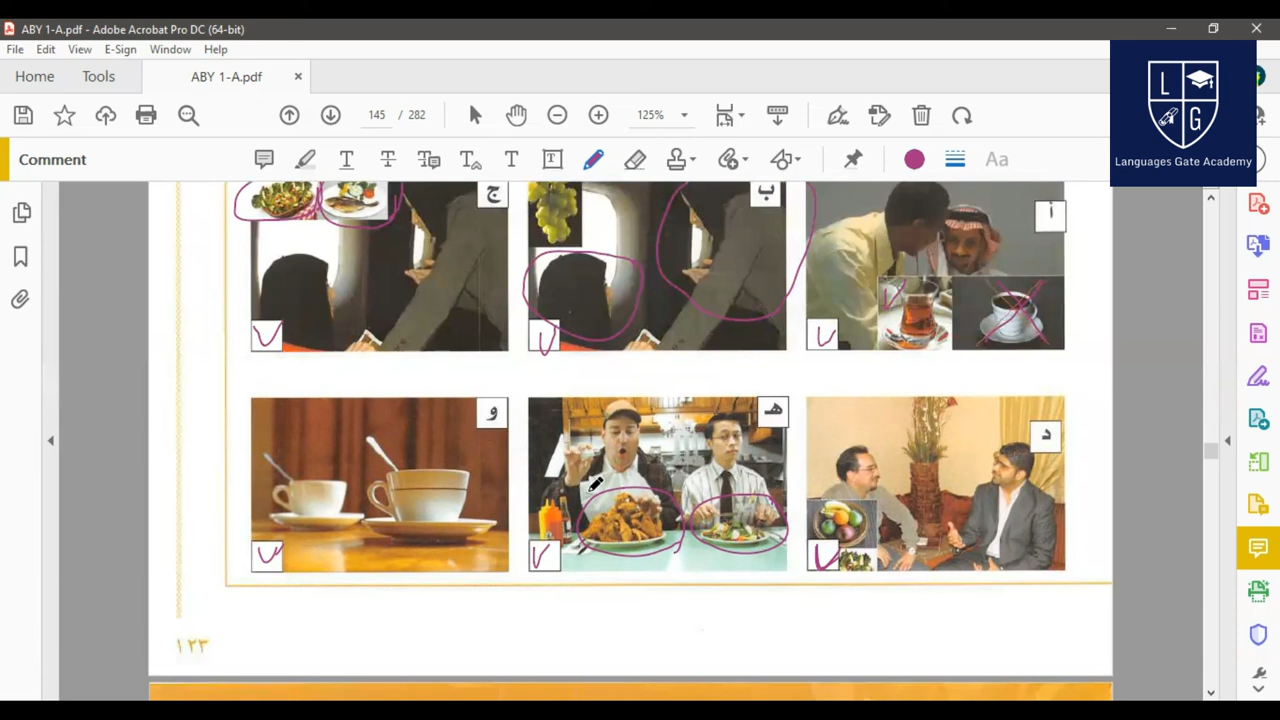 ABY 1-A.pdf - Adobe Acrobat Pro DC (64-bit)
File Edit View E-Sign Window Help
Home Tools ABY 1-A.pdf ×
145 / 282 125%
Comment
Aa
L G
Languages Gate Academy
ج ب أ
و هـ د
١٢٣